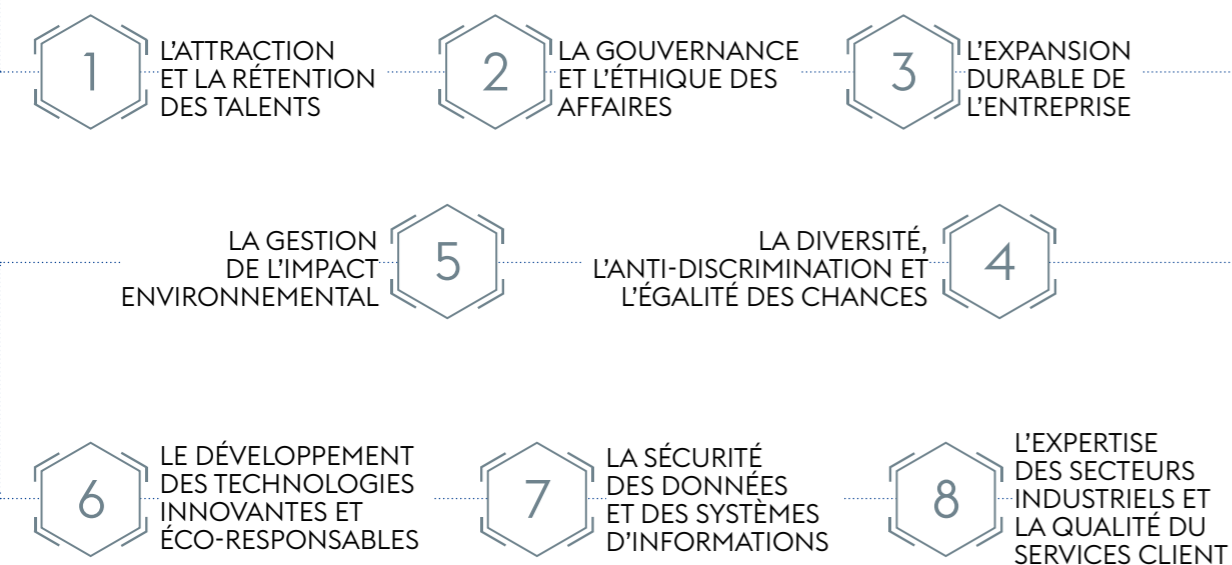 1
L'ATTRACTION
ET LA RÉTENTION
DES TALENTS
2
LA GOUVERNANCE
ET L'ÉTHIQUE DES
AFFAIRES
3
L'EXPANSION
DURABLE DE
L'ENTREPRISE
4
LA DIVERSITÉ,
L'ANTI-DISCRIMINATION ET
L'ÉGALITÉ DES CHANCES
5
LA GESTION
DE L'IMPACT
ENVIRONNEMENTAL
6
LE DÉVELOPPEMENT
DES TECHNOLOGIES
INNOVANTES ET
ÉCO-RESPONSABLES
7
LA SÉCURITÉ
DES DONNÉES
ET DES SYSTÈMES
D'INFORMATIONS
8
L'EXPERTISE
DES SECTEURS
INDUSTRIELS ET
LA QUALITÉ DU
SERVICES CLIENT